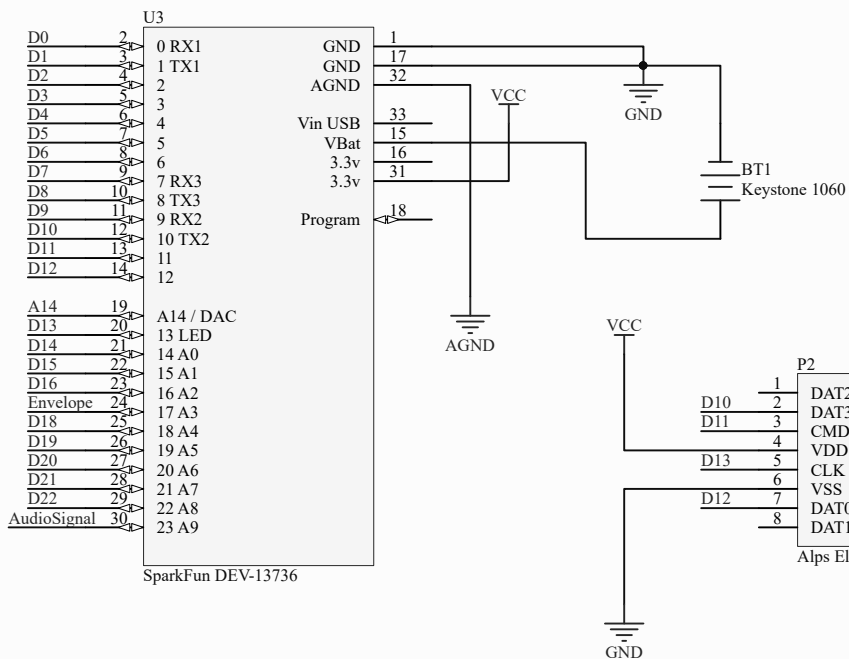 U3
D0 2 0 RX1
D1 3 1 TX1
D2 4 2
D3 5 3
D4 6 4
D5 7 5
D6 8 6
D7 9 7 RX3
D8 10 8 TX3
D9 11 9 RX2
D10 12 10 TX2
D11 13 11
D12 14 12
A14 19 A14 / DAC
D13 20 13 LED
D14 21 14 A0
D15 22 15 A1
D16 23 16 A2
Envelope 24 17 A3
D18 25 18 A4
D19 26 19 A5
D20 27 20 A6
D21 28 21 A7
D22 29 22 A8
AudioSignal 30 23 A9
GND 1
GND 17
AGND 32
Vin USB 33
VBat 15
3.3v 16
3.3v 31
Program 18
SparkFun DEV-13736
VCC
GND
AGND
BT1
Keystone 1060
VCC
GND
P2
1 DAT2
D10 2 DAT3
D11 3 CMD
4 VDD
D13 5 CLK
6 VSS
D12 7 DAT0
8 DAT1
Alps El